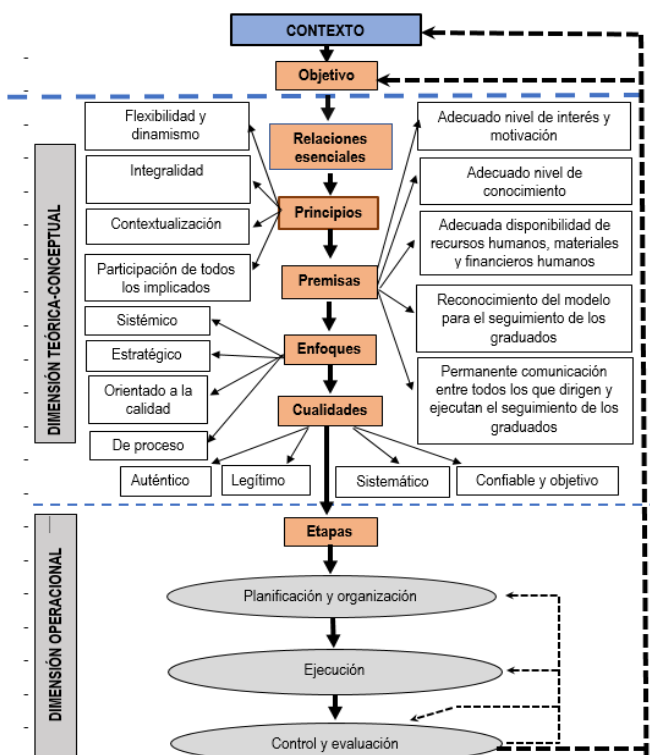 CONTEXTO
Objetivo
DIMENSIÓN TEÓRICA-CONCEPTUAL
Relaciones
esenciales
Principios
Flexibilidad y
dinamismo
Integralidad
Contextualización
Participación de todos
los implicados
Premisas
Adecuado nivel de interés y
motivación
Adecuado nivel de
conocimiento
Adecuada disponibilidad de
recursos humanos, materiales
y financieros humanos
Reconocimiento del modelo
para el seguimiento de los
graduados
Permanente comunicación
entre todos los que dirigen y
ejecutan el seguimiento de los
graduados
Enfoques
Sistémico
Estratégico
Orientado a la
calidad
De proceso
Cualidades
Auténtico
Legítimo
Sistemático
Confiable y objetivo
DIMENSIÓN OPERACIONAL
Etapas
Planificación y organización
Ejecución
Control y evaluación